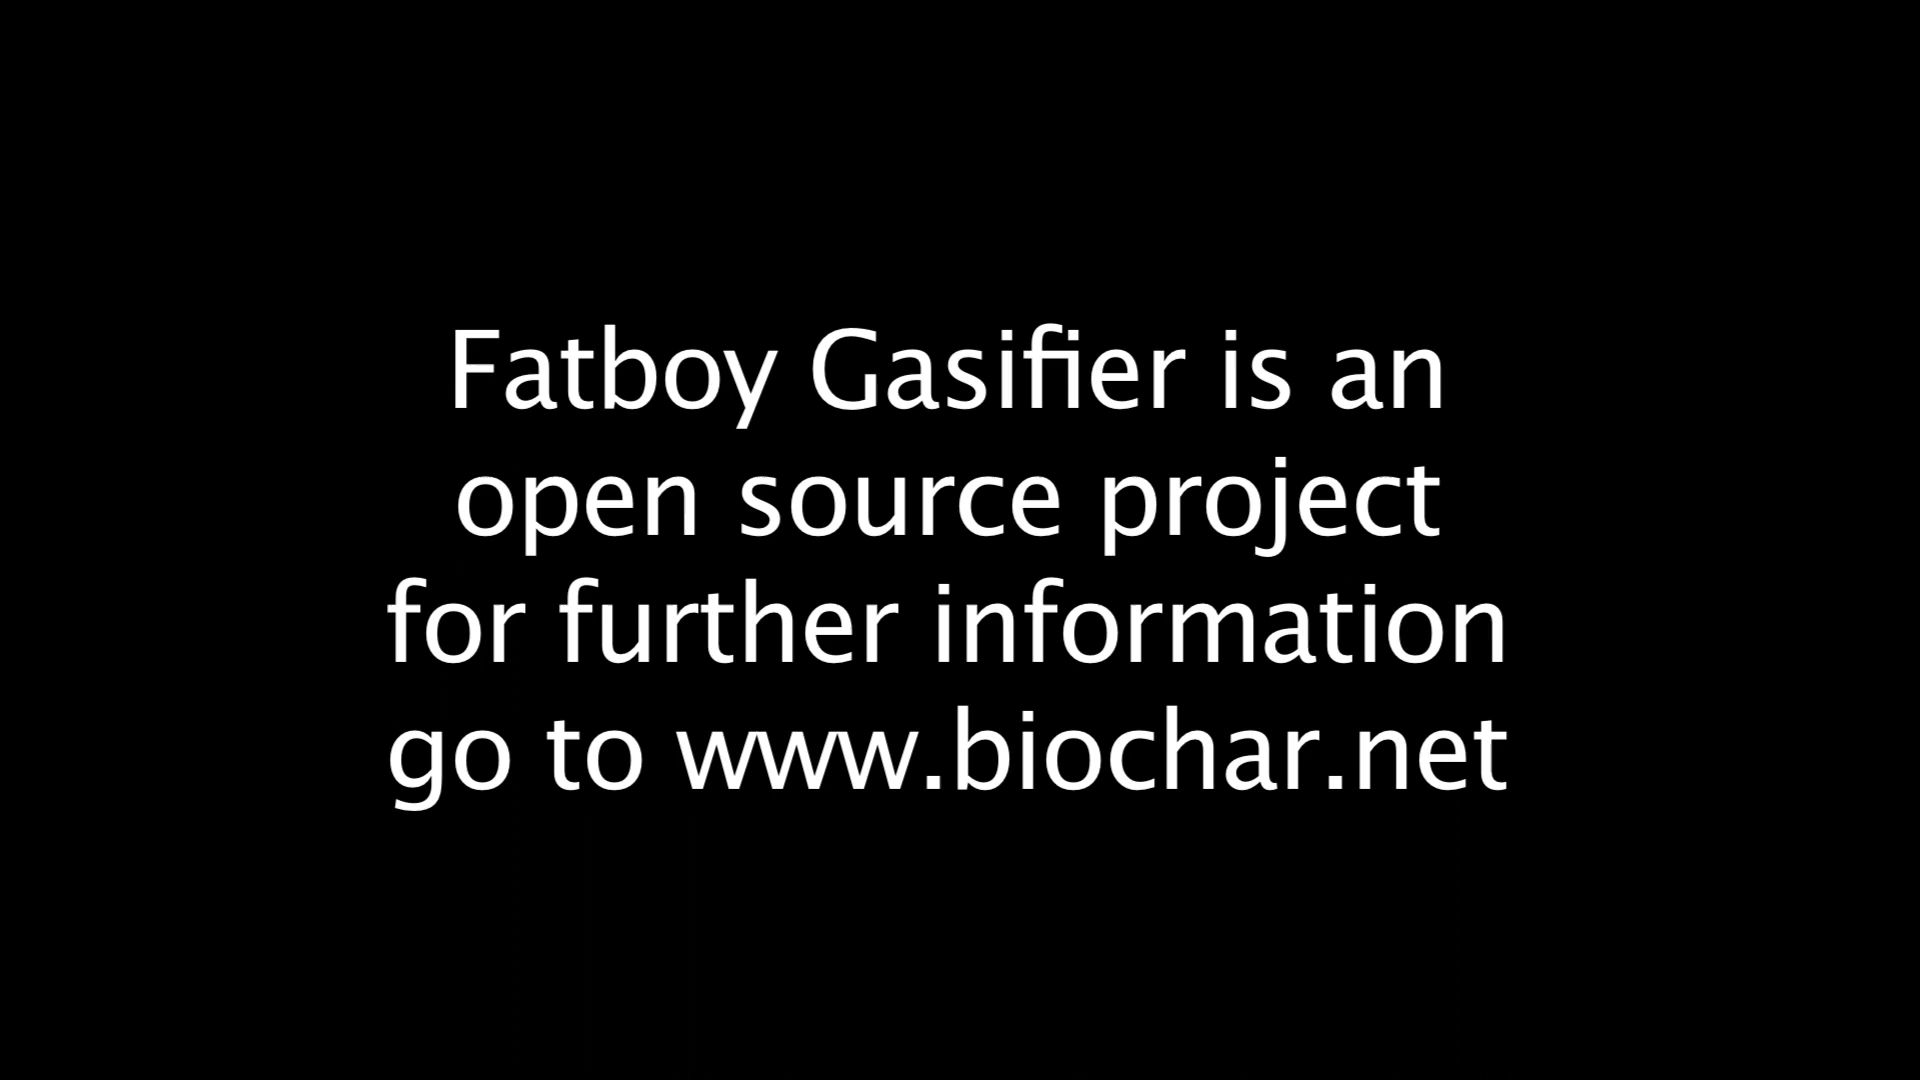 Fatboy Gasifier is an
open source project
for further information
go to www.biochar.net